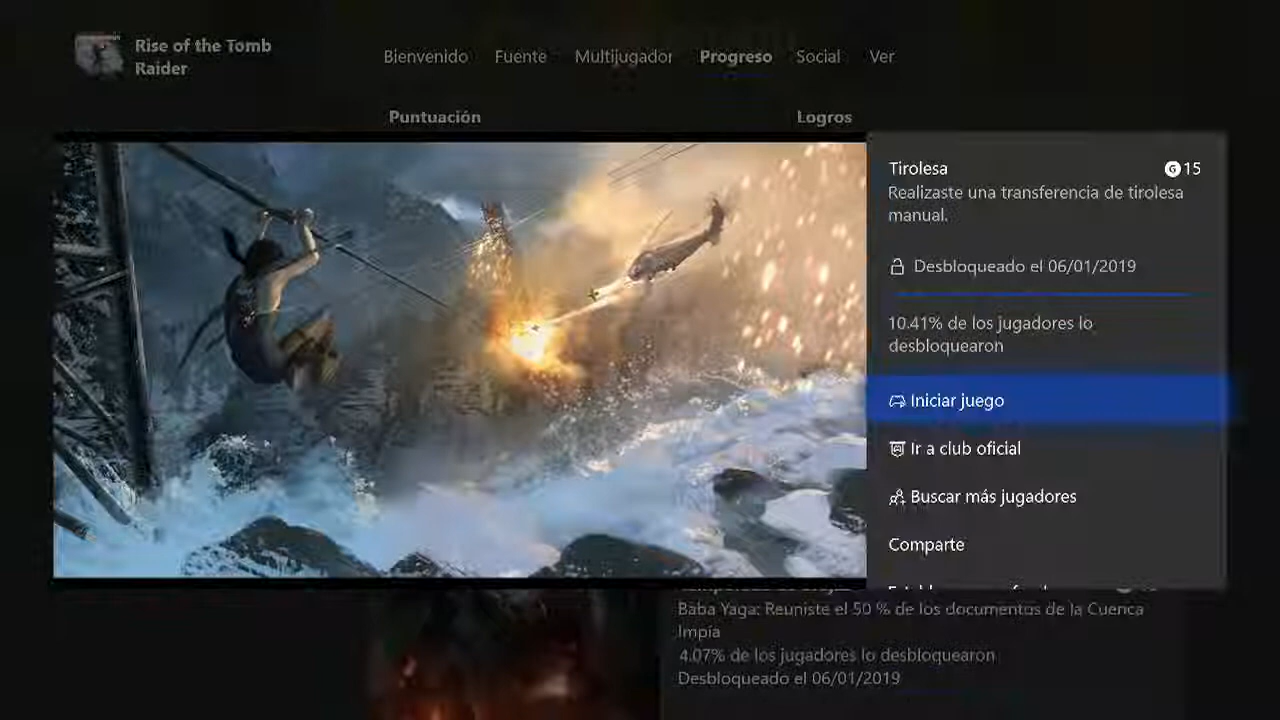 Rise of the Tomb
Raider
Bienvenido Fuente Multijugador Progreso Social Ver
Puntuación Logros
Tirolesa G 15
Realizaste una transferencia de tirolesa
manual.
Desbloqueado el 06/01/2019
10.41% de los jugadores lo
desbloquearon
Iniciar juego
Ir a club oficial
Buscar más jugadores
Comparte
Baba Yaga: Reuniste el 50 % de los documentos de la Cuenca
Impía
4.07% de los jugadores lo desbloquearon
Desbloqueado el 06/01/2019